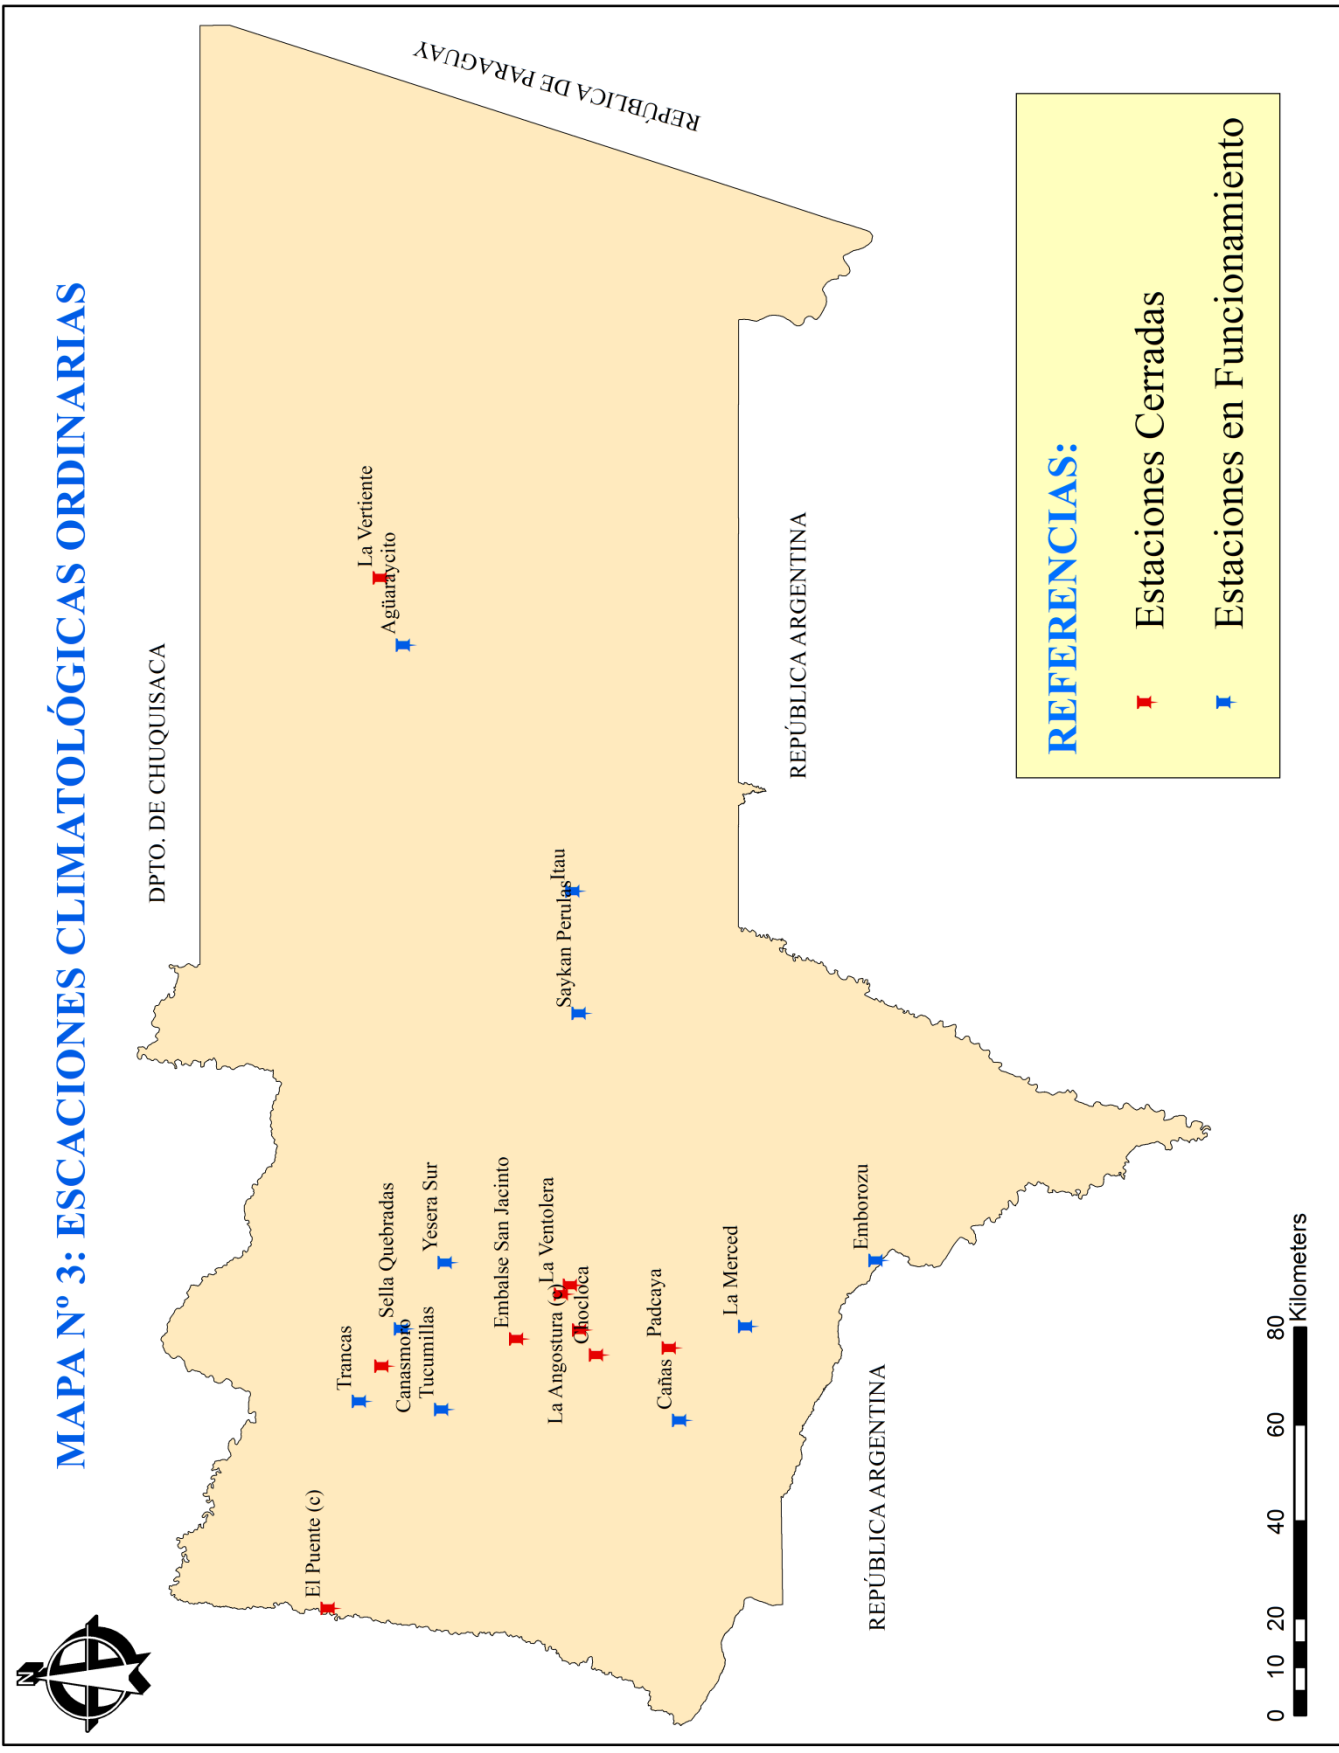 MAPA Nº 3: ESCACIONES CLIMATOLÓGICAS ORDINARIAS
N
DPTO. DE CHUQUISACA
REPÚBLICA DE PARAGUAY
El Puente (c)
Trancas
La Vertiente
Sella Quebradas
Agüaraycito
Canasmoro
Tucumillas
Yesera Sur
Embalse San Jacinto
La Ventolera
La Angostura (c)
Chocloca
Saykan Perulas
Itau
Cañas
Padcaya
La Merced
Emborozu
REPÚBLICA ARGENTINA
REPÚBLICA ARGENTINA
REFERENCIAS:
Estaciones Cerradas
Estaciones en Funcionamiento
0 10 20 40 60 80
Kilometers